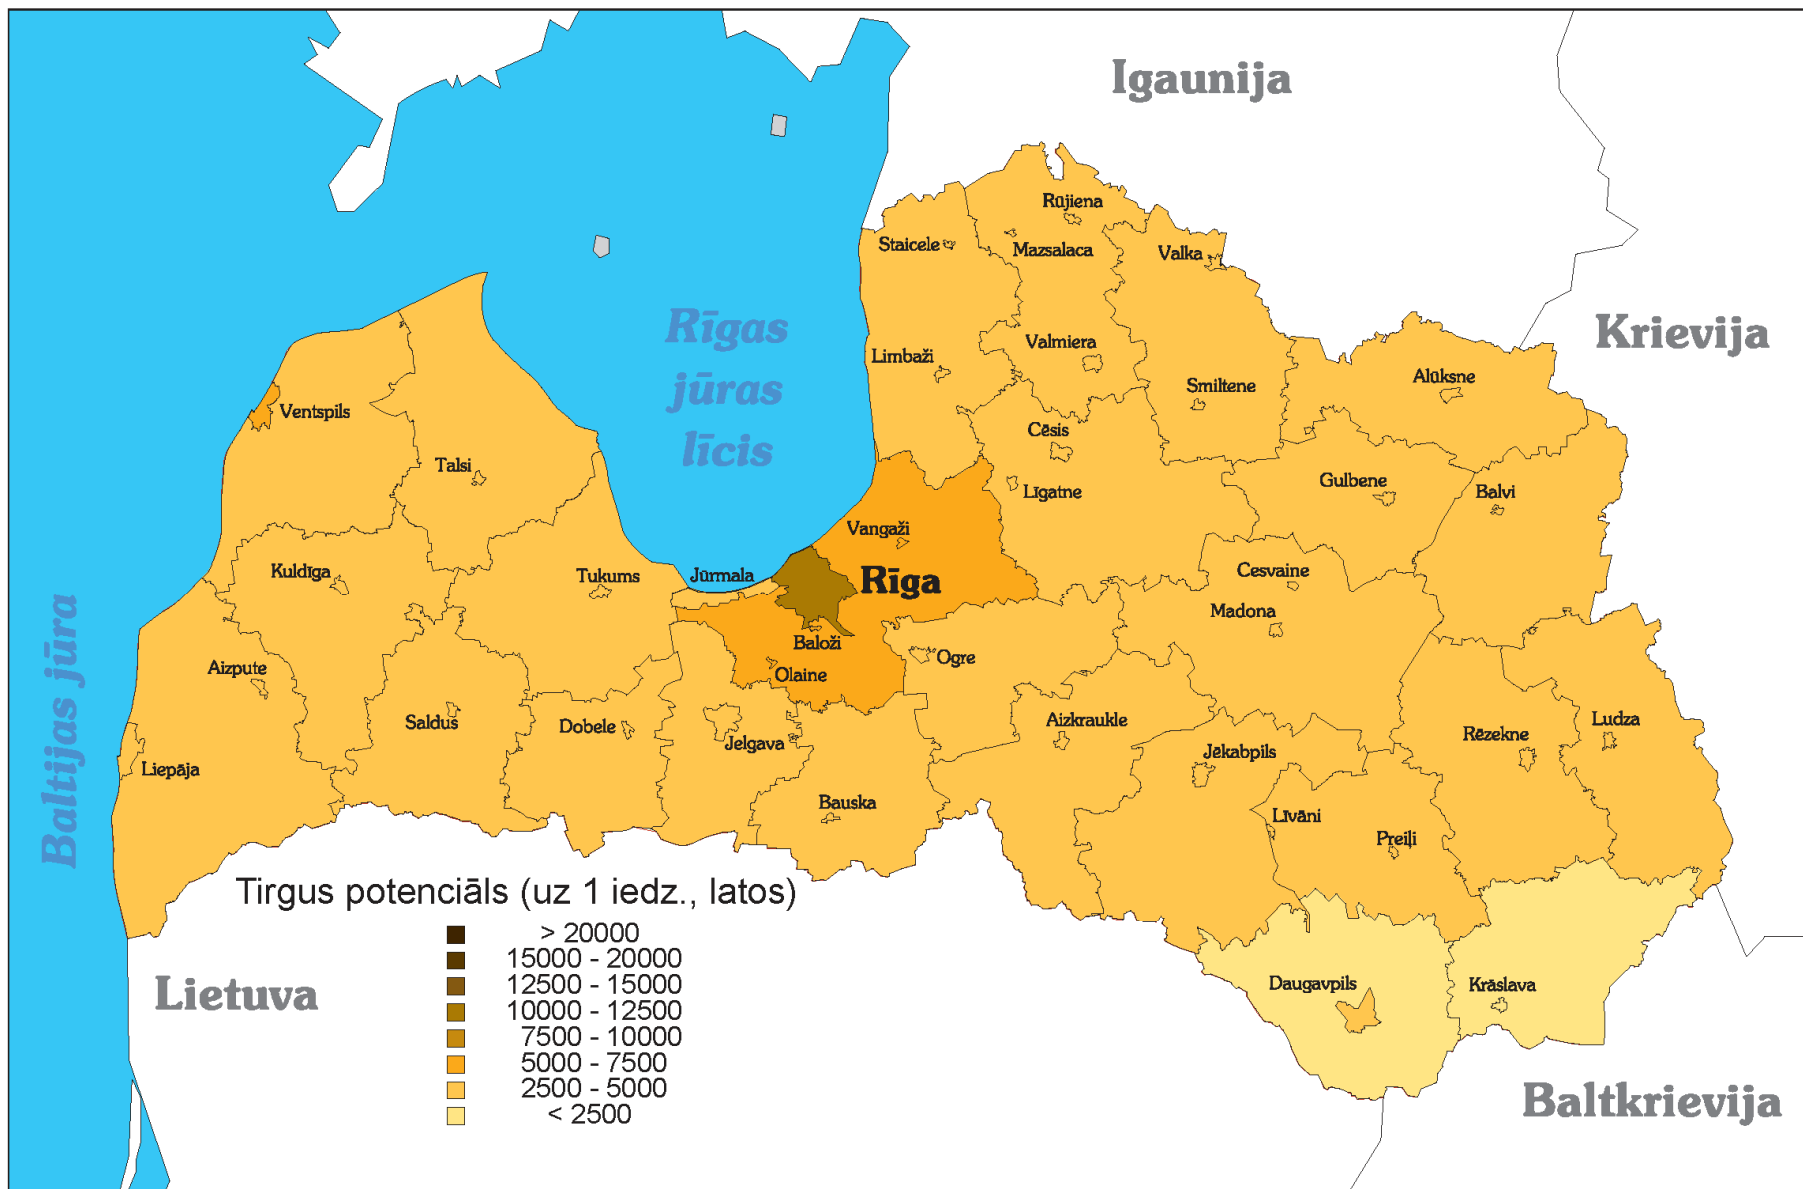 Igaunija
Krievija
Rīgas
jūras
līcis
Baltijas jūra
Lietuva
Baltkrievija
Rūjiena
Staicele
Mazsalaca
Valka
Limbaži
Valmiera
Smiltene
Alūksne
Ventspils
Talsi
Cēsis
Līgatne
Gulbene
Balvi
Vangaži
Rīga
Kuldīga
Tukums
Jūrmala
Cesvaine
Madona
Baloži
Olaine
Ogre
Aizpute
Saldus
Dobele
Jelgava
Aizkraukle
Jēkabpils
Rēzekne
Ludza
Liepāja
Bauska
Līvāni
Preiļi
Daugavpils
Krāslava
Tirgus potenciāls (uz 1 iedz., latos)
> 20000
15000 - 20000
12500 - 15000
10000 - 12500
7500 - 10000
5000 - 7500
2500 - 5000
< 2500